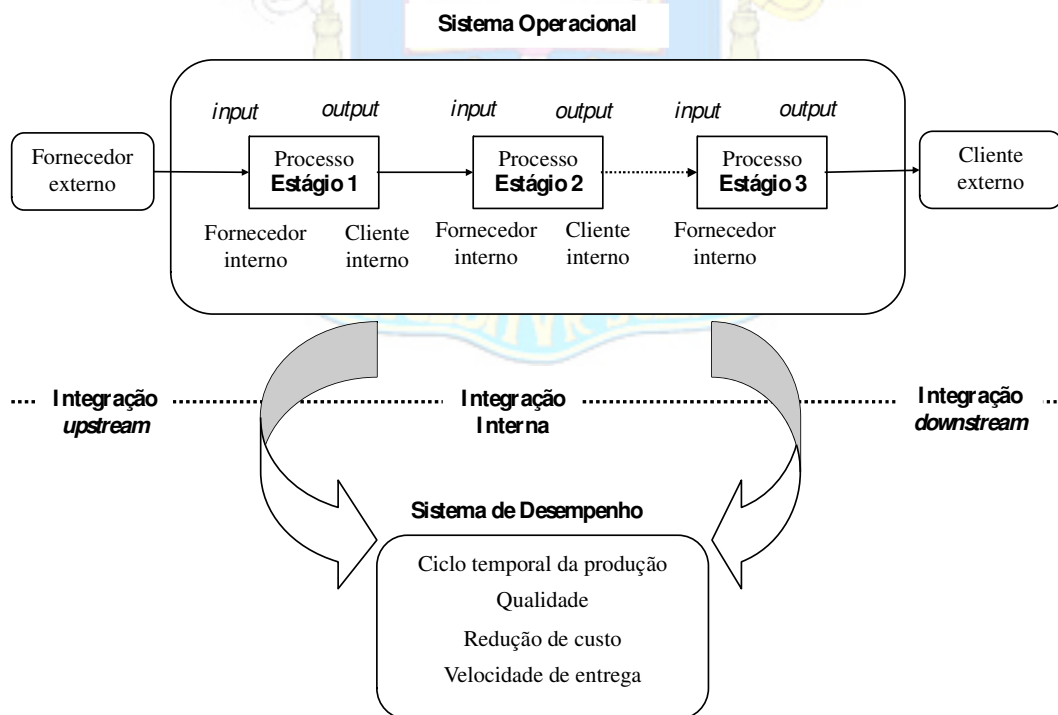 Sistema Operacional
input
output
input
output
input
output
Fornecedor
externo
Processo
Estágio 1
Processo
Estágio 2
Processo
Estágio 3
Cliente
externo
Fornecedor
interno
Cliente
interno
Fornecedor
interno
Cliente
interno
Fornecedor
interno
Integração
upstream
Integração
Interna
Integração
downstream
Sistema de Desempenho
Ciclo temporal da produção
Qualidade
Redução de custo
Velocidade de entrega